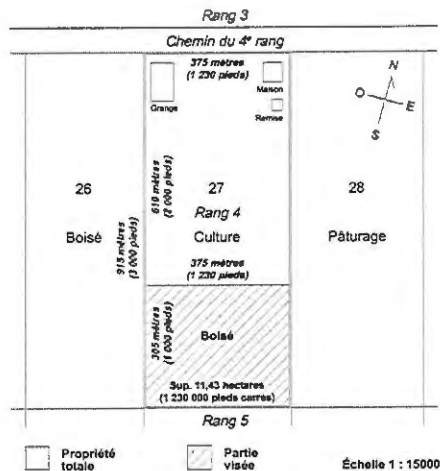 Rang 3
Chemin du 4e rang
375 mètres
(1 230 pieds)
Grange
Maison
Remise
N
O
E
S
610 mètres
(2 000 pieds)
26
27
28
Rang 4
Boisé
Culture
Pâturage
915 mètres
(3 000 pieds)
375 mètres
(1 230 pieds)
305 mètres
(1 000 pieds)
Boisé
Sup. 11,43 hectares
(1 230 000 pieds carrés)
Rang 5
Propriété
totale
Partie
visée
Échelle 1 : 15000